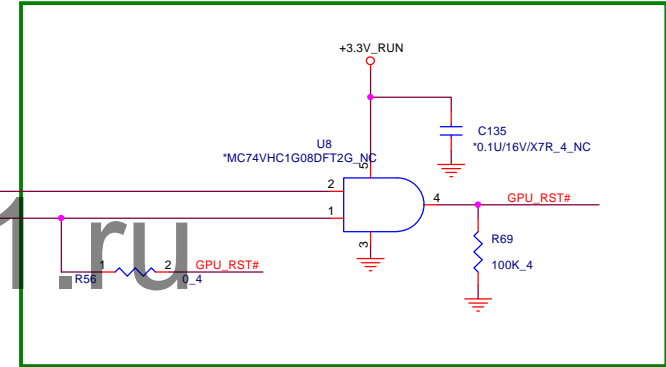 +3.3V_RUN
U8
*MC74VHC1G08DFT2G_NC
C135
*0.1U/16V/X7R_4_NC
5
2
1
4
3
GPU_RST#
R69
100K_4
1.ru
1
2
GPU_RST#
R56
0_4